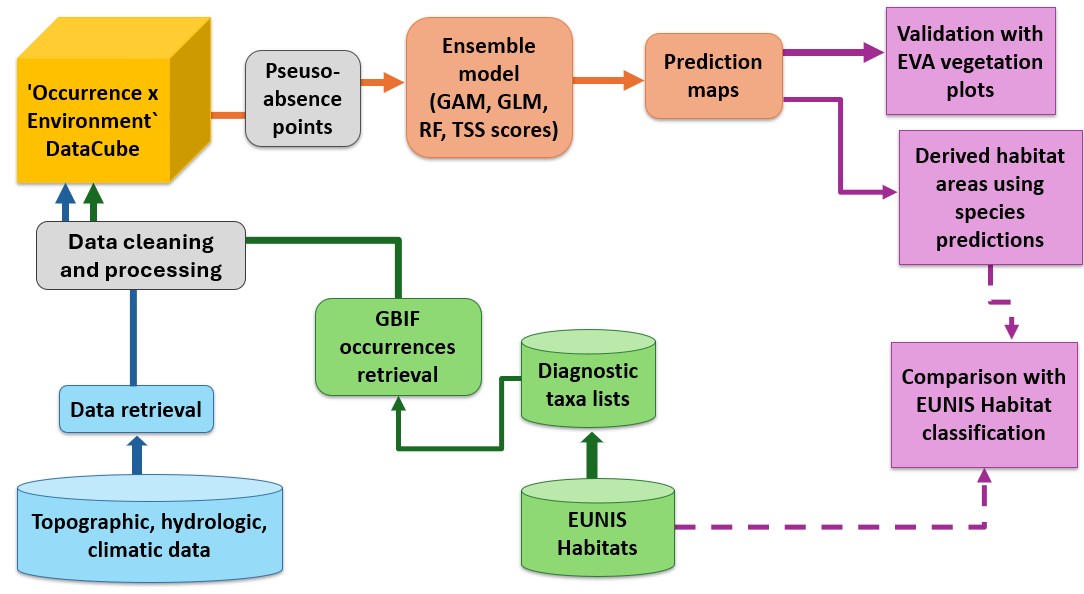 'Occurrence x
Environment`
DataCube
Pseuso-
absence
points
Ensemble
model
(GAM, GLM,
RF, TSS scores)
Prediction
maps
Validation with
EVA vegetation
plots
Derived habitat
areas using
species
predictions
Data cleaning
and processing
GBIF
occurrences
retrieval
Diagnostic
taxa lists
Comparison with
EUNIS Habitat
classification
Data retrieval
Topographic, hydrologic,
climatic data
EUNIS
Habitats